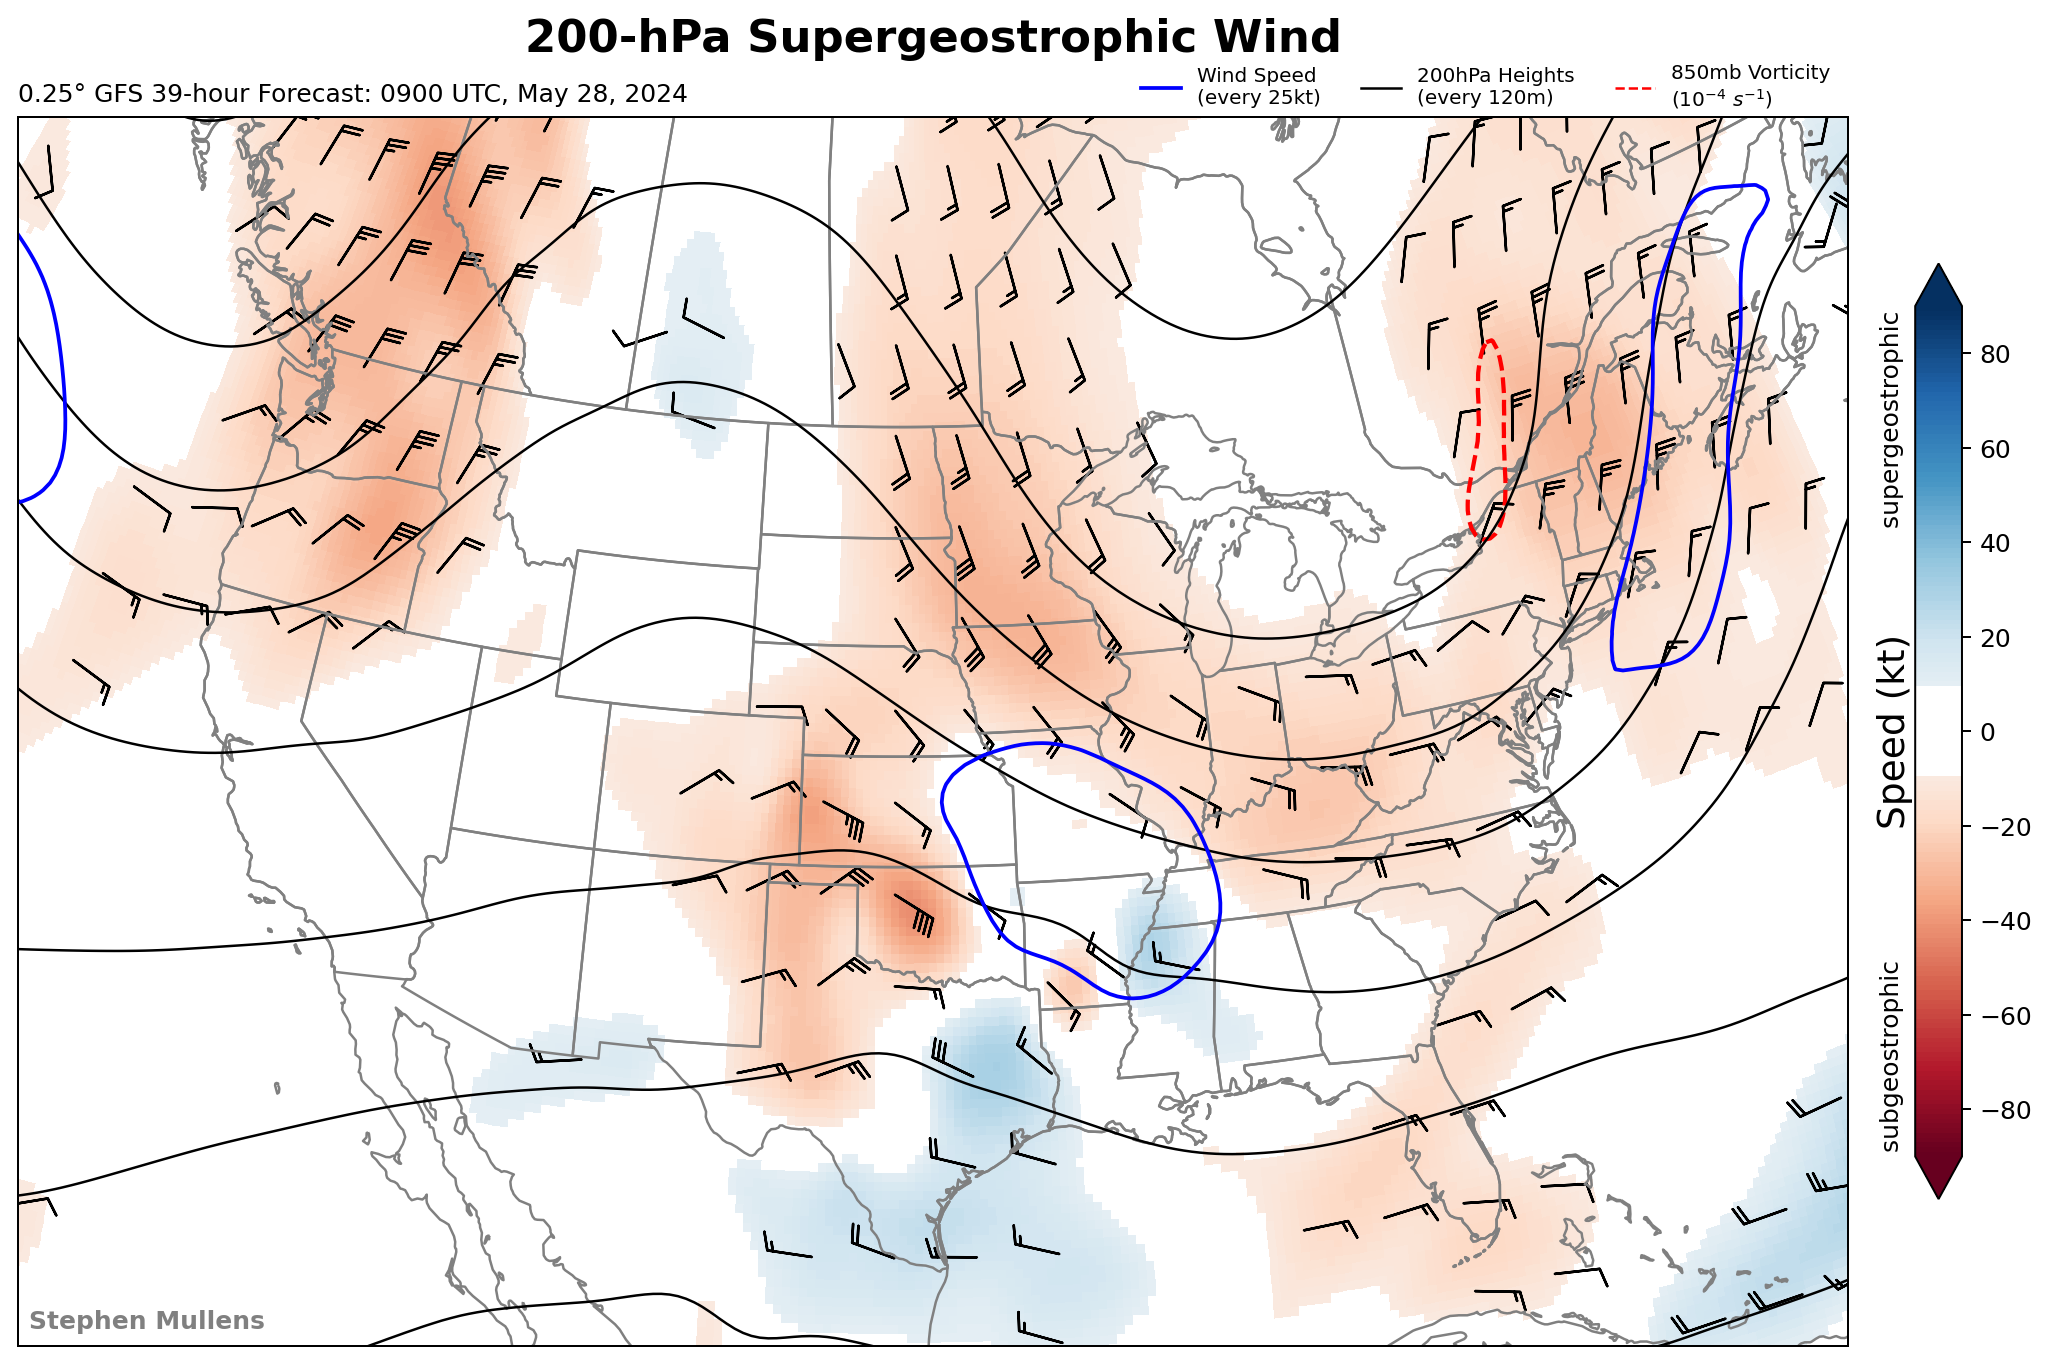 200-hPa Supergeostrophic Wind
0.25° GFS 39-hour Forecast: 0900 UTC, May 28, 2024
Wind Speed
(every 25kt)
200hPa Heights
(every 120m)
850mb Vorticity
(10⁻⁴ s⁻¹)
supergeostrophic
Speed (kt)
subgeostrophic
80
60
40
20
0
−20
−40
−60
−80
Stephen Mullens